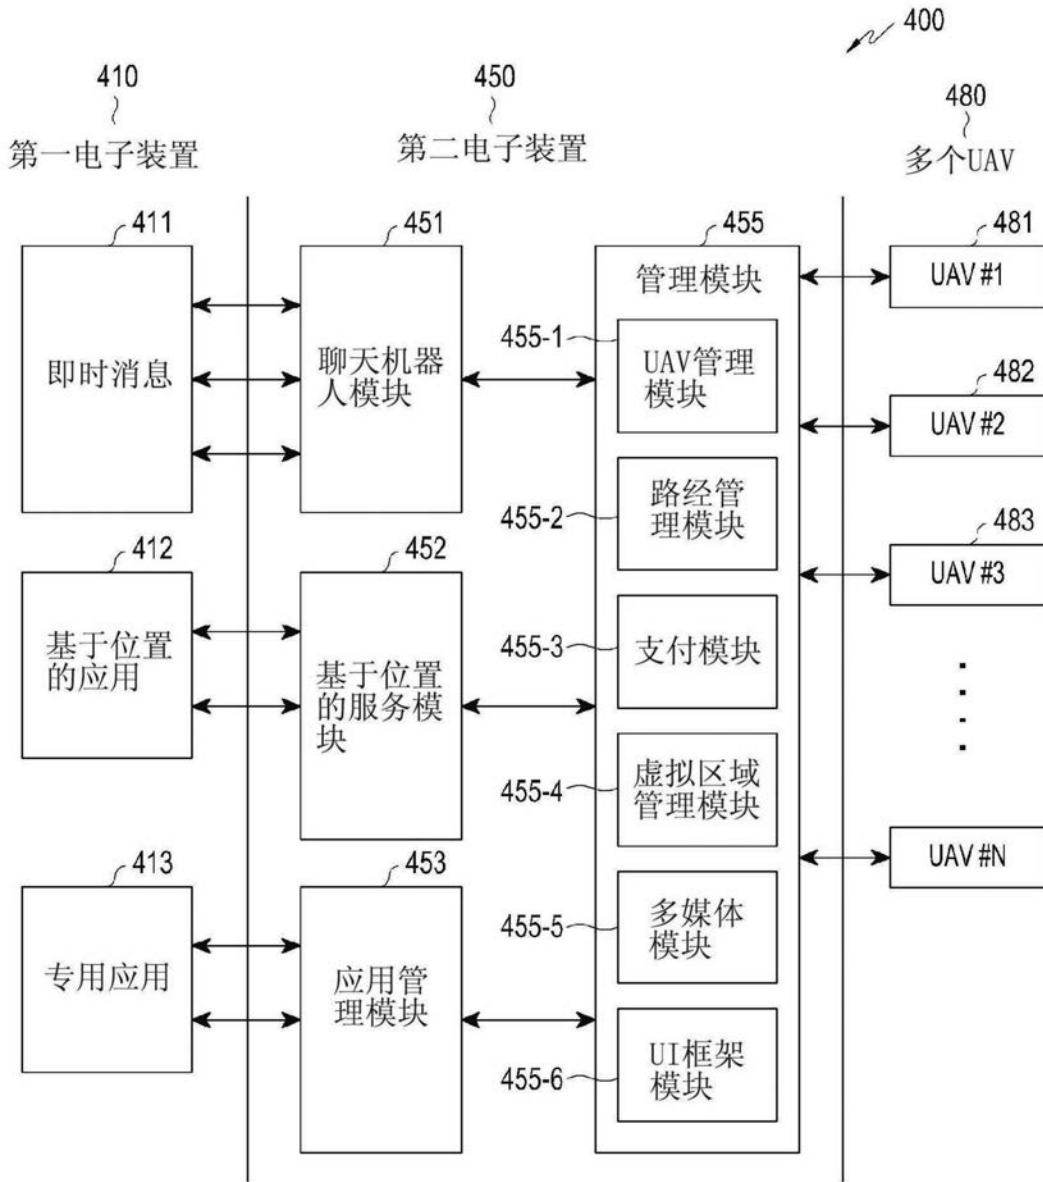 400
410
450
480
第一电子装置
第二电子装置
多个UAV
411
451
455
481
即时消息
聊天机器
人模块
管理模块
UAV #1
455-1
UAV管理
模块
482
UAV #2
455-2
路经管
理模块
483
UAV #3
412
452
基于位置
的应用
基于位置
的服务模
块
455-3
支付模块
455-4
虚拟区域
管理模块
UAV #N
413
453
专用应用
应用管
理模块
455-5
多媒体
模块
455-6
UI框架
模块